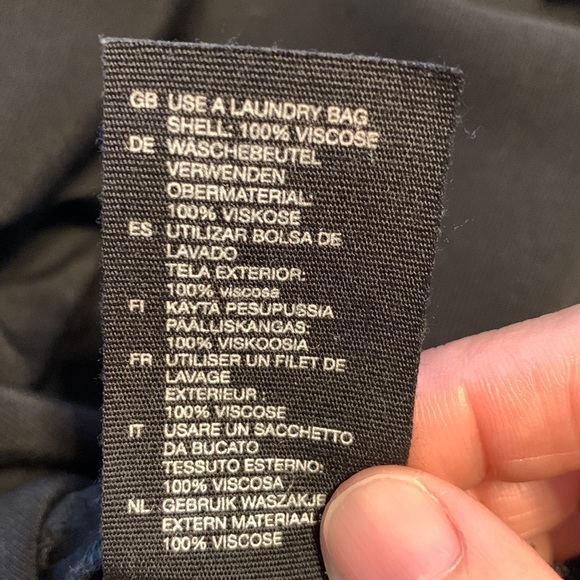 GB USE A LAUNDRY BAG
SHELL: 100% VISCOSE
DE WÄSCHEBEUTEL
VERWENDEN
OBERMATERIAL:
100% VISKOSE
ES UTILIZAR BOLSA DE
LAVADO
TELA EXTERIOR:
100% viscosa
FI KÄYTÄ PESUPUSSIA
PÄÄLLISKANGAS:
100% VISKOOSIA
FR UTILISER UN FILET DE
LAVAGE
EXTERIEUR :
100% VISCOSE
IT USARE UN SACCHETTO
DA BUCATO
TESSUTO ESTERNO:
100% VISCOSA
NL GEBRUIK WASZAKJE
EXTERN MATERIAAL:
100% VISCOSE